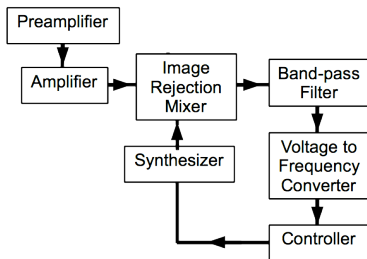 Preamplifier
Amplifier
Image
Rejection
Mixer
Band-pass
Filter
Voltage to
Frequency
Converter
Synthesizer
Controller